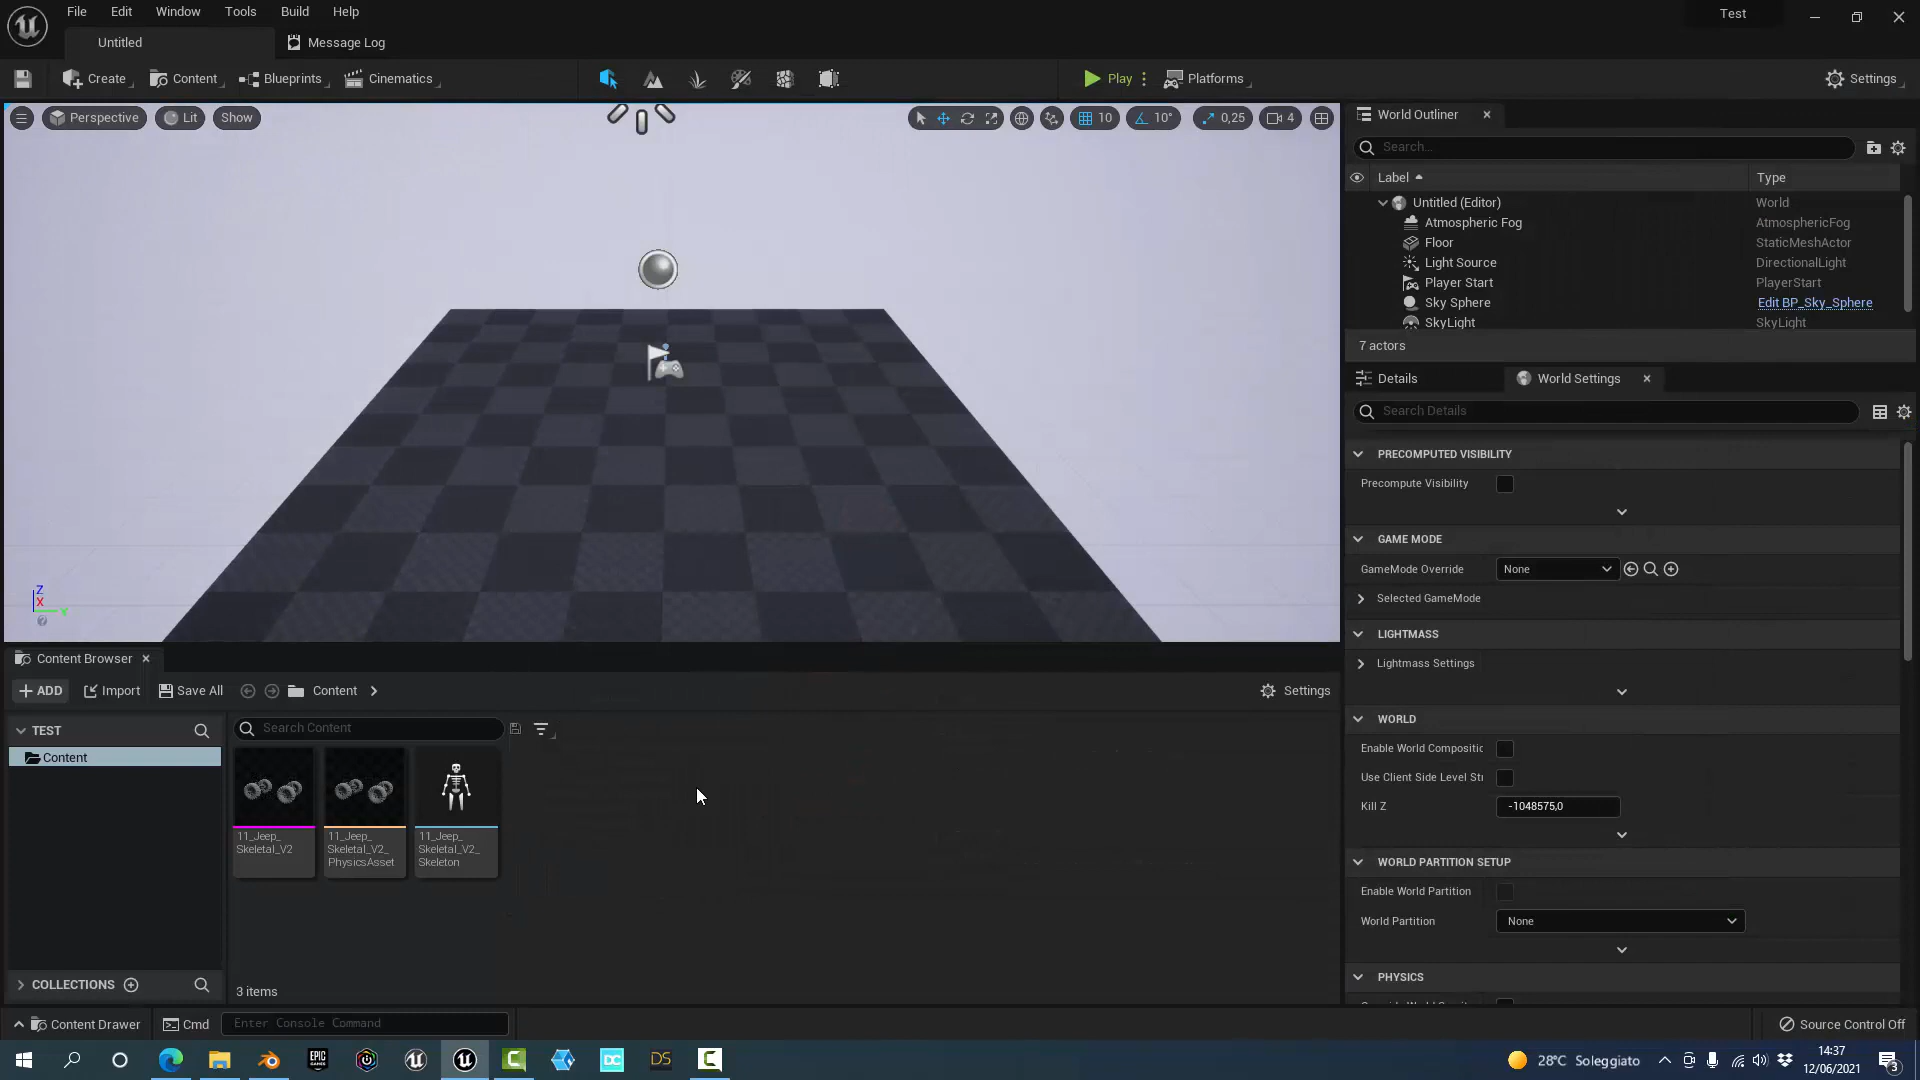 File Edit Window Tools Build Help
Test
Untitled
Message Log
Create
Content
Blueprints
Cinematics
Play
Platforms
Settings
Perspective
Lit
Show
10
10°
0,25
4
World Outliner
Search...
Label
Type
Untitled (Editor) World
Atmospheric Fog AtmosphericFog
Floor StaticMeshActor
Light Source DirectionalLight
Player Start PlayerStart
Sky Sphere Edit BP_Sky_Sphere
SkyLight SkyLight
7 actors
Details
World Settings
Search Details
PRECOMPUTED VISIBILITY
Precompute Visibility
GAME MODE
GameMode Override None
Selected GameMode
LIGHTMASS
Lightmass Settings
WORLD
Enable World Compositic
Use Client Side Level Str
Kill Z -1048575,0
WORLD PARTITION SETUP
Enable World Partition
World Partition None
PHYSICS
Z
X
Y
Content Browser
ADD
Import
Save All
Content
Settings
TEST
Content
Search Content
11_Jeep_
Skeletal_V2
11_Jeep_
Skeletal_V2_
PhysicsAsset
11_Jeep_
Skeletal_V2_
Skeleton
COLLECTIONS
3 items
Content Drawer
Cmd
Enter Console Command
Source Control Off
EPIC
GAMES
DC
DS
28°C Soleggiato
14:37
12/06/2021
3